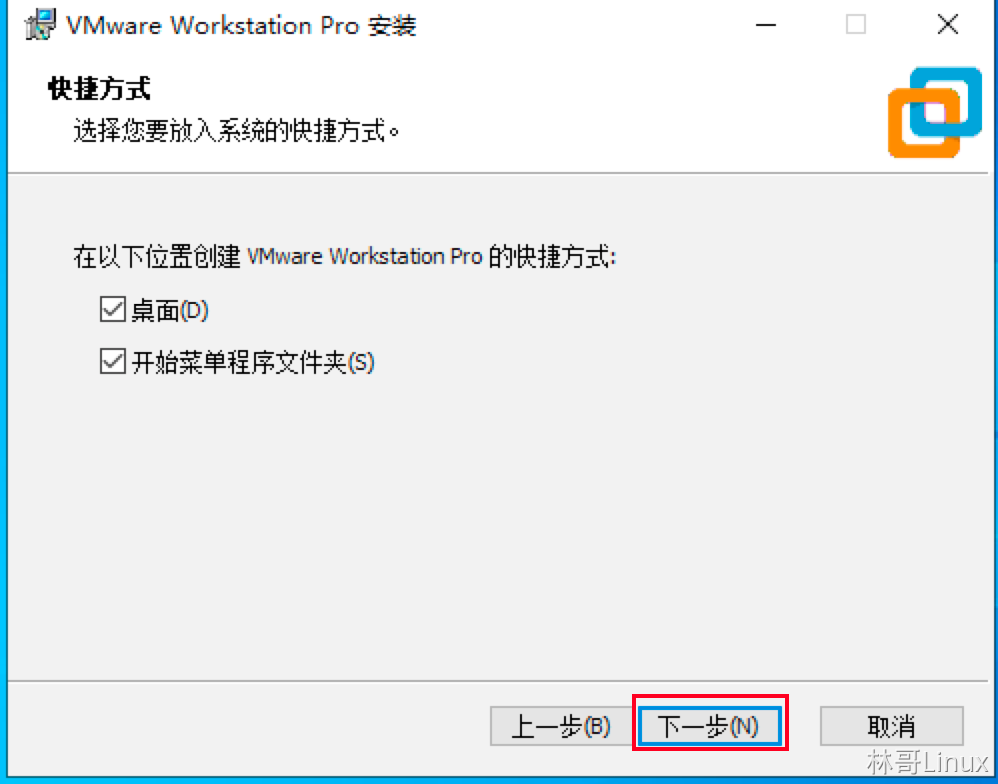 VMware Workstation Pro 安装
快捷方式
选择您要放入系统的快捷方式。
在以下位置创建 VMware Workstation Pro 的快捷方式:
桌面(D)
开始菜单程序文件夹(S)
上一步(B) 下一步(N) 取消
林哥Linux